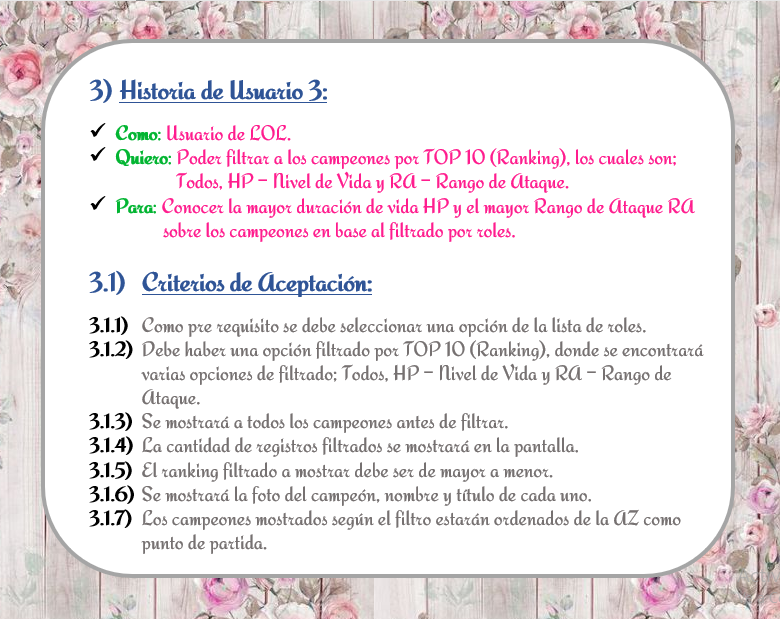 3) Historia de Usuario 3:
✓ Como: Usuario de LOL.
✓ Quiero: Poder filtrar a los campeones por TOP 10 (Ranking), los cuales son;
Todos, HP – Nivel de Vida y RA – Rango de Ataque.
✓ Para: Conocer la mayor duración de vida HP y el mayor Rango de Ataque RA
sobre los campeones en base al filtrado por roles.
3.1) Criterios de Aceptación:
3.1.1) Como pre requisito se debe seleccionar una opción de la lista de roles.
3.1.2) Debe haber una opción filtrado por TOP 10 (Ranking), donde se encontrará
varias opciones de filtrado; Todos, HP – Nivel de Vida y RA – Rango de
Ataque.
3.1.3) Se mostrará a todos los campeones antes de filtrar.
3.1.4) La cantidad de registros filtrados se mostrará en la pantalla.
3.1.5) El ranking filtrado a mostrar debe ser de mayor a menor.
3.1.6) Se mostrará la foto del campeón, nombre y título de cada uno.
3.1.7) Los campeones mostrados según el filtro estarán ordenados de la AZ como
punto de partida.